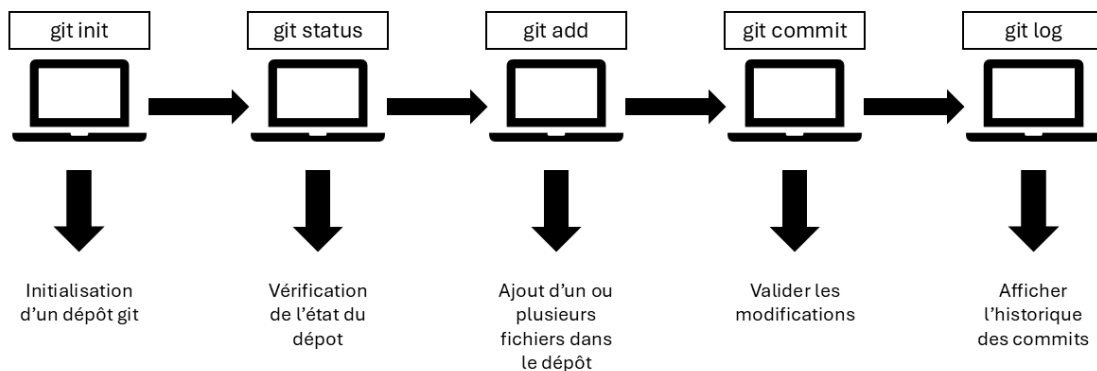 git init
git status
git add
git commit
git log
Initialisation
d'un dépôt git
Vérification
de l'état du
dépot
Ajout d'un ou
plusieurs
fichiers dans
le dépôt
Valider les
modifications
Afficher
l'historique
des commits